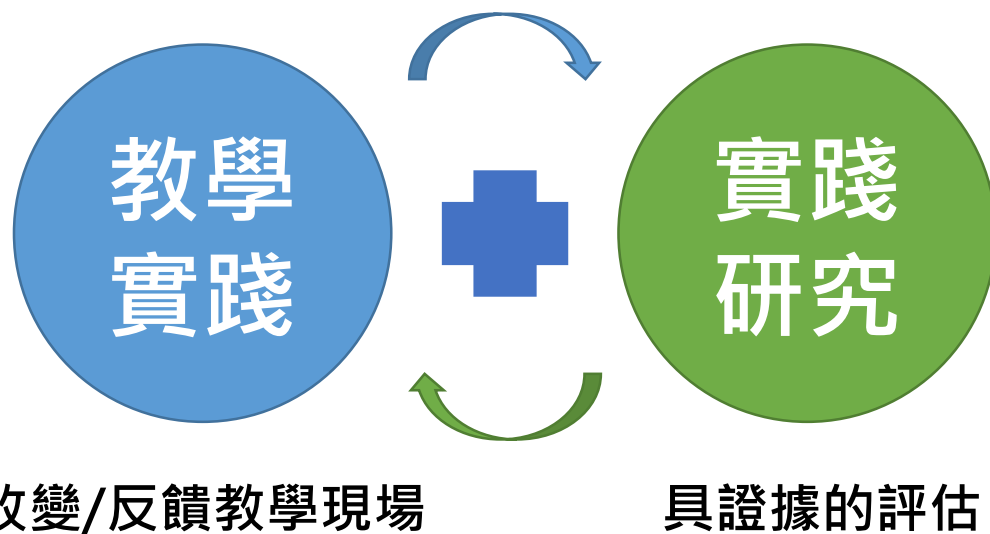 教學
實踐
實踐
研究
改變/反饋教學現場
具證據的評估